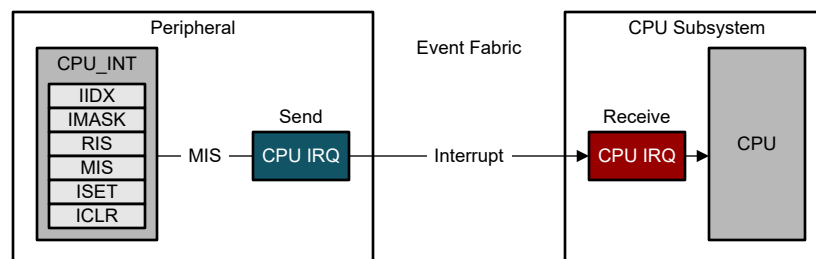 Peripheral
CPU_INT
IIDX
IMASK
RIS
MIS
ISET
ICLR
MIS
Send
CPU IRQ
Event Fabric
Interrupt
CPU Subsystem
Receive
CPU IRQ
CPU